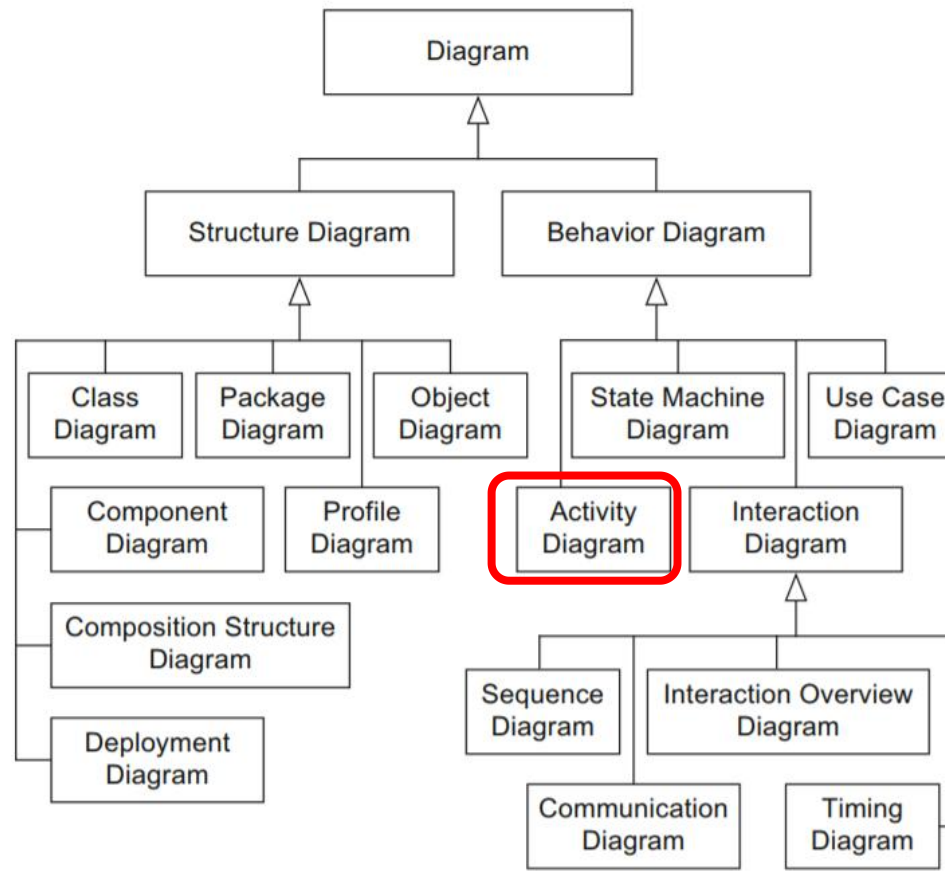 Diagram
Structure Diagram
Behavior Diagram
Class
Diagram
Package
Diagram
Object
Diagram
State Machine
Diagram
Use Case
Diagram
Component
Diagram
Profile
Diagram
Activity
Diagram
Interaction
Diagram
Composition Structure
Diagram
Sequence
Diagram
Interaction Overview
Diagram
Deployment
Diagram
Communication
Diagram
Timing
Diagram